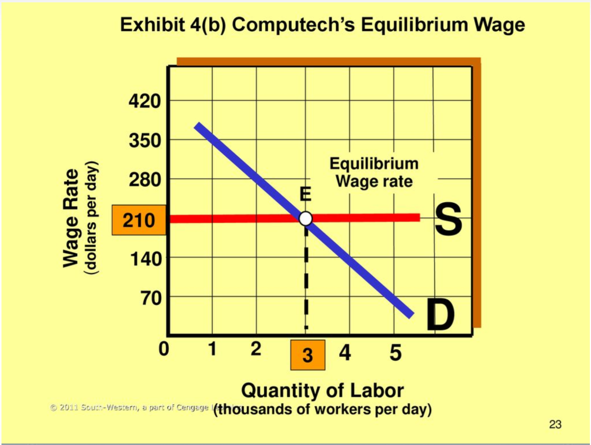 Exhibit 4(b) Computech's Equilibrium Wage
420
350
280
210
140
70
Wage Rate
(dollars per day)
Equilibrium
Wage rate
E
S
D
0 1 2 3 4 5
Quantity of Labor
(thousands of workers per day)
© 2011 South-Western, a part of Cengage
23